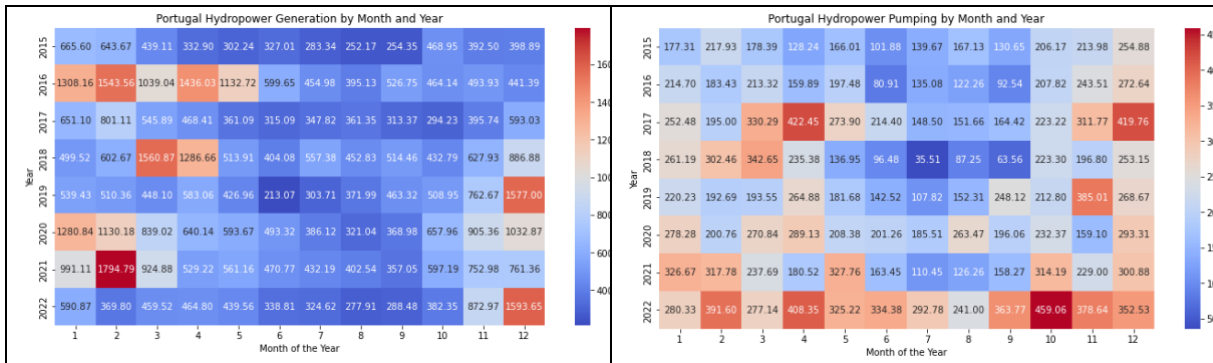 Portugal Hydropower Generation by Month and Year
2015 665.60 643.67 439.11 332.90 302.24 327.01 283.34 252.17 254.35 468.95 392.50 398.89
2016 1308.16 1543.56 1039.04 1436.03 1132.72 599.65 454.98 395.13 526.75 464.14 493.93 441.39
2017 651.10 801.11 545.89 468.41 361.09 315.09 347.82 361.35 313.37 294.23 395.74 593.03
2018 499.52 602.67 1560.87 1286.66 513.91 404.08 557.38 452.83 514.46 432.79 627.93 886.88
2019 539.43 510.36 448.10 583.06 426.96 213.07 303.71 371.99 463.32 508.95 762.67 1577.00
2020 1280.84 1130.18 839.02 640.14 593.67 493.32 386.12 321.04 368.98 657.96 905.36 1032.87
2021 991.11 1794.79 924.88 529.22 561.16 470.77 432.19 402.54 357.05 597.19 752.98 761.36
2022 590.87 369.80 459.52 464.80 439.56 338.81 324.62 277.91 288.48 382.35 872.97 1593.65
1 2 3 4 5 6 7 8 9 10 11 12
Month of the Year
Year
800
600
400
Portugal Hydropower Pumping by Month and Year
2015 177.31 217.93 178.39 128.24 166.01 101.88 139.67 167.13 130.65 206.17 213.98 254.88
2016 214.70 183.43 213.32 159.89 197.48 80.91 135.08 122.26 92.54 207.82 243.51 272.64
2017 252.48 195.00 330.29 422.45 273.90 214.40 148.50 151.66 164.42 223.22 311.77 419.76
2018 261.19 302.46 342.65 235.38 136.95 96.48 35.51 87.25 63.56 223.30 196.80 253.15
2019 220.23 192.69 193.55 264.88 181.68 142.52 107.82 152.31 248.12 212.80 385.01 268.67
2020 278.28 200.76 270.84 289.13 208.38 201.26 185.51 263.47 196.06 232.37 159.10 293.31
2021 326.67 317.78 237.69 180.52 327.76 163.45 110.45 126.26 158.27 314.19 229.00 300.88
2022 280.33 391.60 277.14 408.35 325.22 334.38 292.78 241.00 363.77 459.06 378.64 352.53
1 2 3 4 5 6 7 8 9 10 11 12
Month of the Year
Year